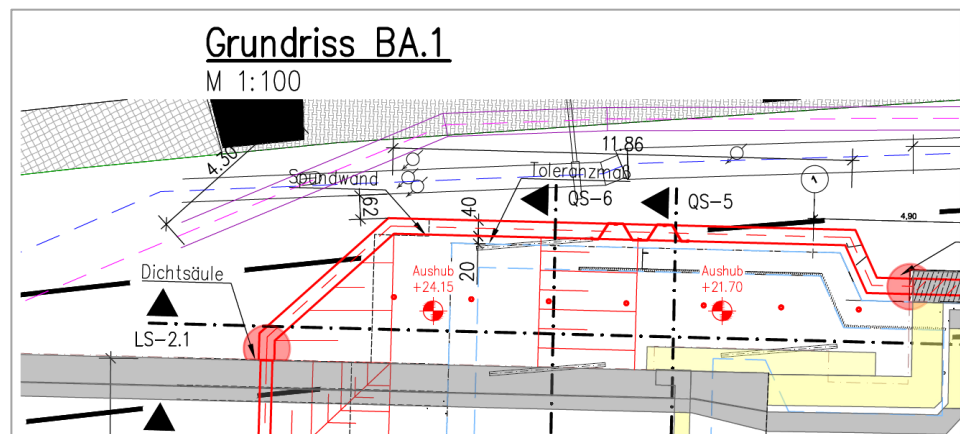 Grundriss BA.1
M 1:100
4.50
11.86
Spundwand
Toleranzmaß
1
62
40
QS-6
QS-5
4,90
Dichtsäule
20
Aushub
+24.15
Aushub
+21.70
LS-2.1